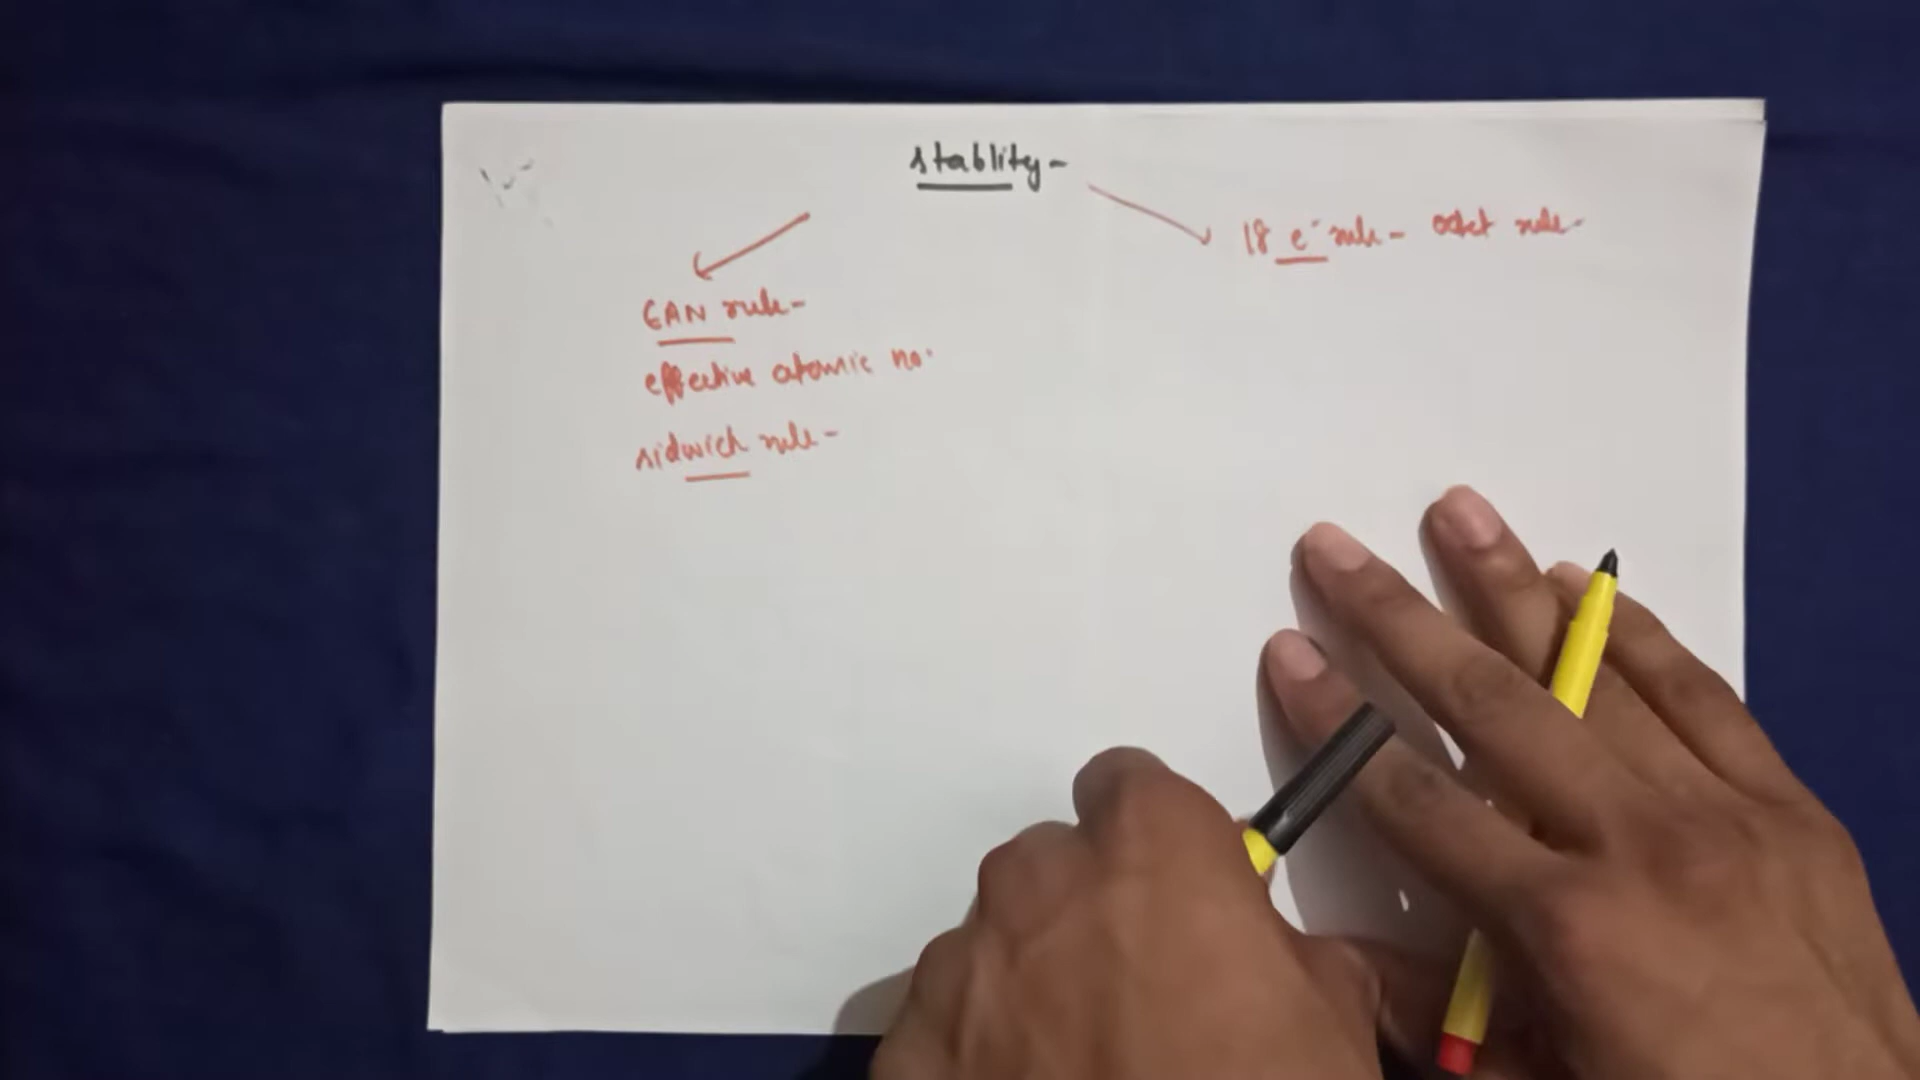 stablity-
18 e⁻ rule- octet rule-
EAN rule-
effective atomic no.
sidwich rule-